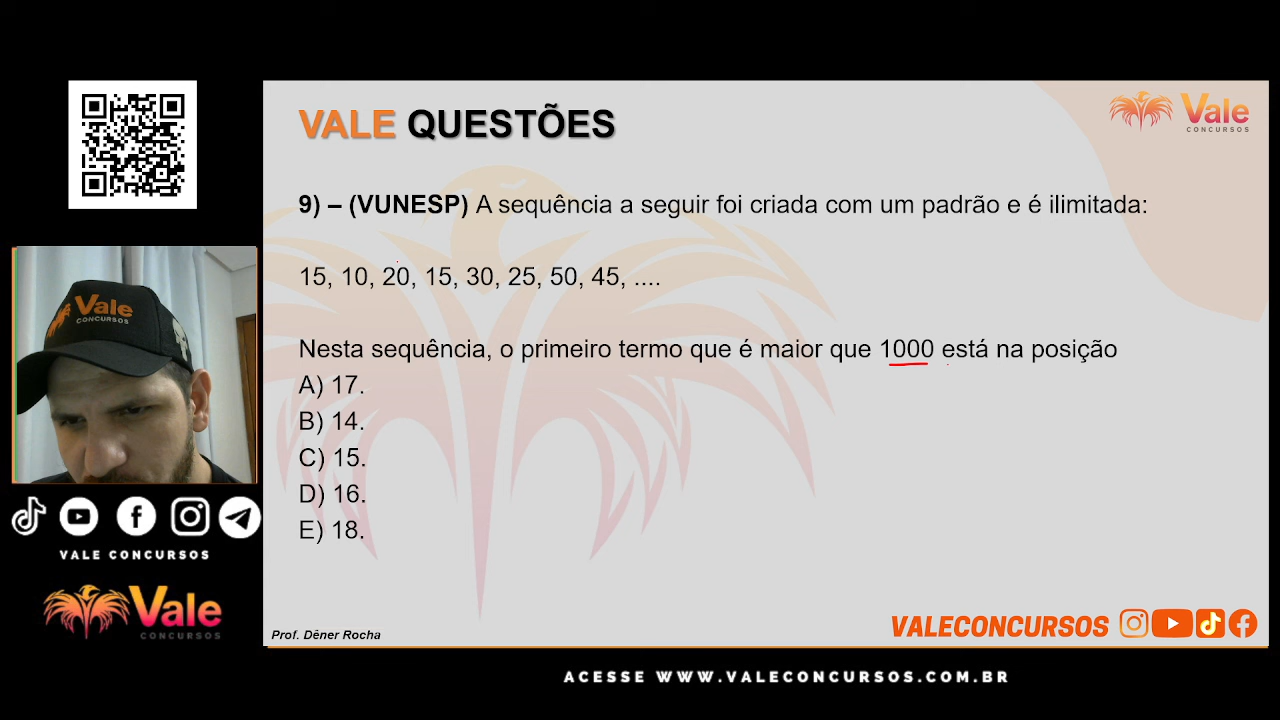 VALE QUESTÕES
Vale
CONCURSOS
9) – (VUNESP) A sequência a seguir foi criada com um padrão e é ilimitada:
15, 10, 20, 15, 30, 25, 50, 45, ....
Nesta sequência, o primeiro termo que é maior que 1000 está na posição
A) 17.
B) 14.
C) 15.
D) 16.
E) 18.
Vale
CONCURSOS
VALE CONCURSOS
Vale
CONCURSOS
Prof. Dêner Rocha
VALECONCURSOS
ACESSE WWW.VALECONCURSOS.COM.BR